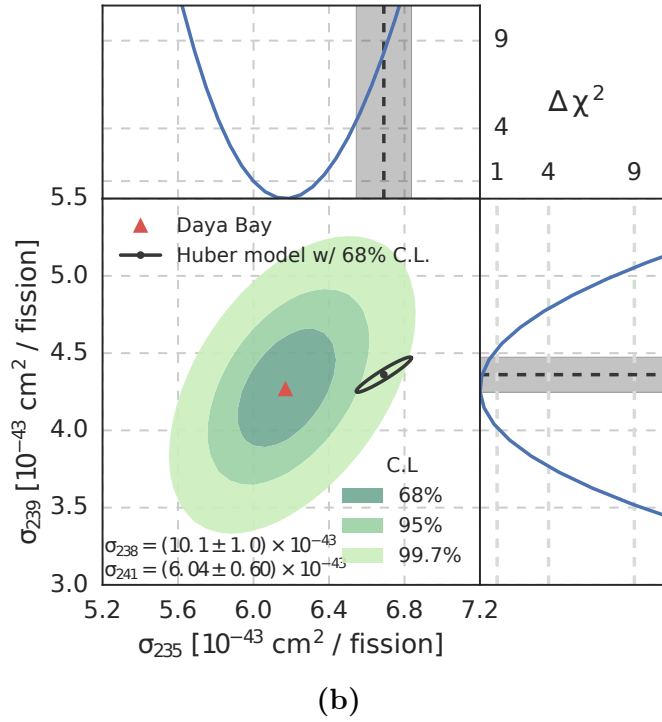 9
4
Δχ²
1 4 9
5.5
5.0
4.5
4.0
3.5
3.0
σ₂₃₉ [10⁻⁴³ cm² / fission]
Daya Bay
Huber model w/ 68% C.L.
C.L
68%
95%
99.7%
σ₂₃₈ = (10.1 ± 1.0) × 10⁻⁴³
σ₂₄₁ = (6.04 ± 0.60) × 10⁻⁴³
5.2 5.6 6.0 6.4 6.8 7.2
σ₂₃₅ [10⁻⁴³ cm² / fission]
(b)